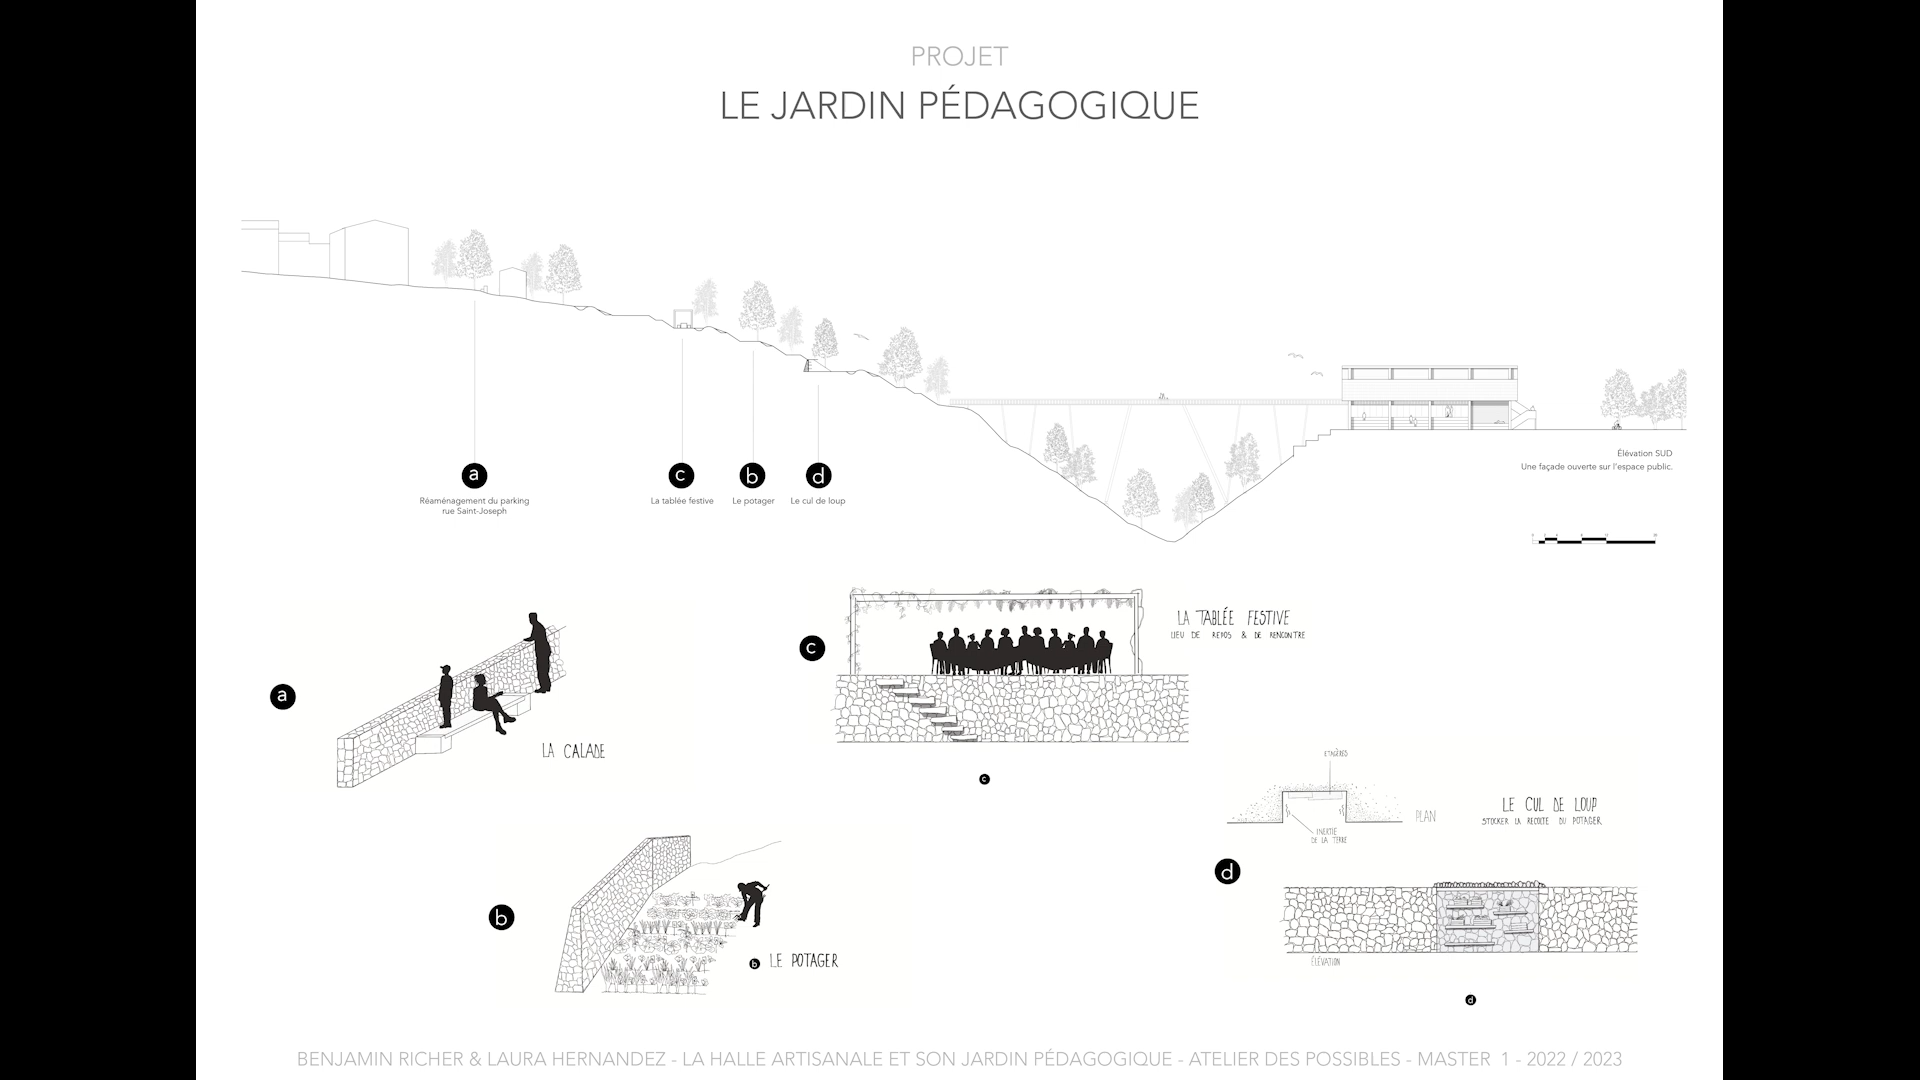 PROJET
LE JARDIN PÉDAGOGIQUE
Élévation SUD
Une façade ouverte sur l'espace public.
a
c
b
d
Réaménagement du parking
rue Saint-Joseph
La tablée festive
Le potager
Le cul de loup
a
LA CALADE
c
LA TABLÉE FESTIVE
LIEU DE REPOS & DE RENCONTRE
c
b
b
LE POTAGER
ETAGÈRES
PLAN
INERTIE
DE LA TERRE
LE CUL DE LOUP
STOCKER LA RECOLTE DU POTAGER
d
ÉLÉVATION
d
BENJAMIN RICHER & LAURA HERNANDEZ - LA HALLE ARTISANALE ET SON JARDIN PÉDAGOGIQUE - ATELIER DES POSSIBLES - MASTER 1 - 2022 / 2023